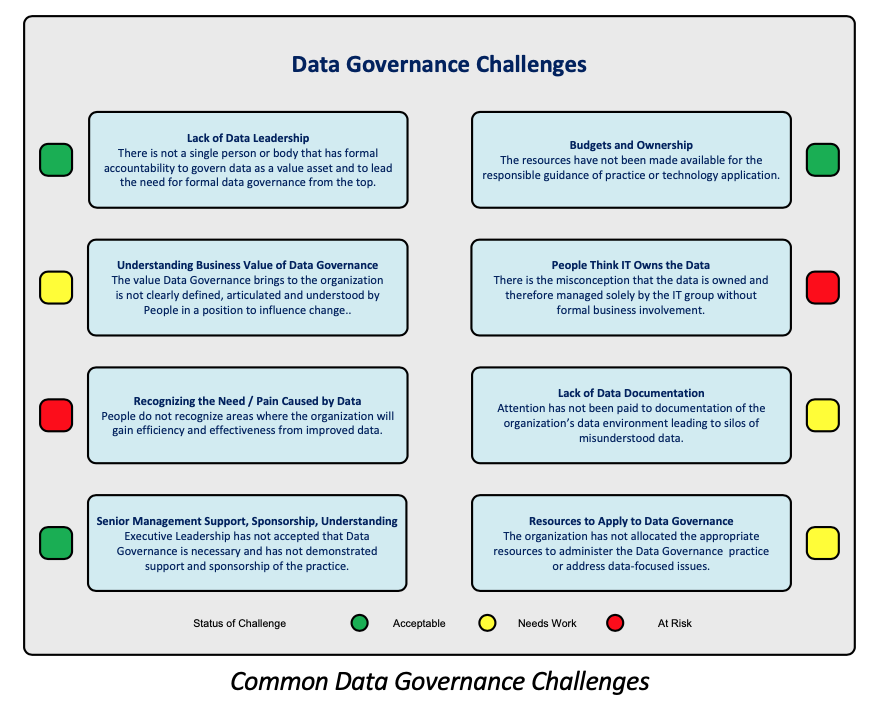 Data Governance Challenges
Lack of Data Leadership
There is not a single person or body that has formal
accountability to govern data as a value asset and to lead
the need for formal data governance from the top.
Budgets and Ownership
The resources have not been made available for the
responsible guidance of practice or technology application.
Understanding Business Value of Data Governance
The value Data Governance brings to the organization
is not clearly defined, articulated and understood by
People in a position to influence change..
People Think IT Owns the Data
There is the misconception that the data is owned and
therefore managed solely by the IT group without
formal business involvement.
Recognizing the Need / Pain Caused by Data
People do not recognize areas where the organization will
gain efficiency and effectiveness from improved data.
Lack of Data Documentation
Attention has not been paid to documentation of the
organization’s data environment leading to silos of
misunderstood data.
Senior Management Support, Sponsorship, Understanding
Executive Leadership has not accepted that Data
Governance is necessary and has not demonstrated
support and sponsorship of the practice.
Resources to Apply to Data Governance
The organization has not allocated the appropriate
resources to administer the Data Governance practice
or address data-focused issues.
Status of Challenge Acceptable Needs Work At Risk
Common Data Governance Challenges